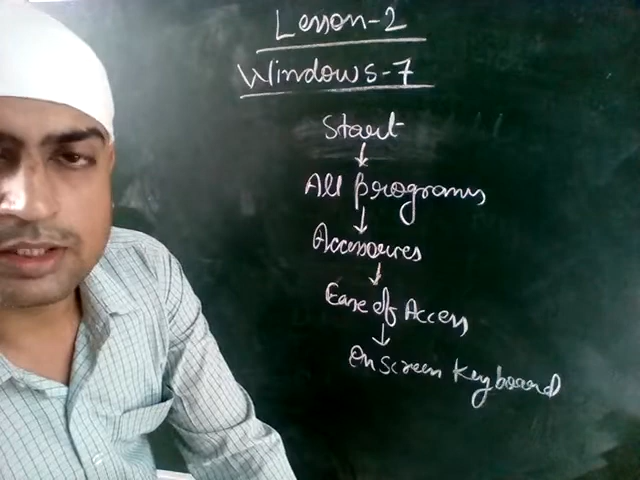 Lesson-2
Windows-7
Start
↓
All programs
↓
Accessories
↓
Ease of Access
↓
On Screen Keyboard